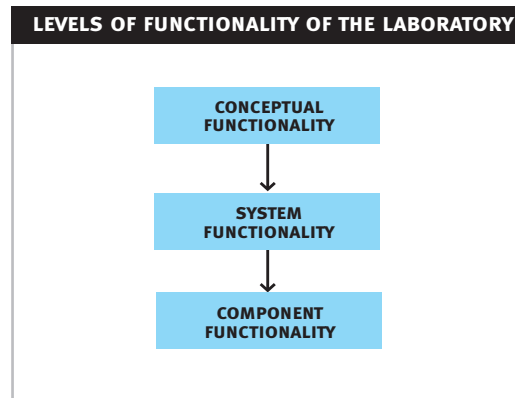 LEVELS OF FUNCTIONALITY OF THE LABORATORY
CONCEPTUAL
FUNCTIONALITY
SYSTEM
FUNCTIONALITY
COMPONENT
FUNCTIONALITY